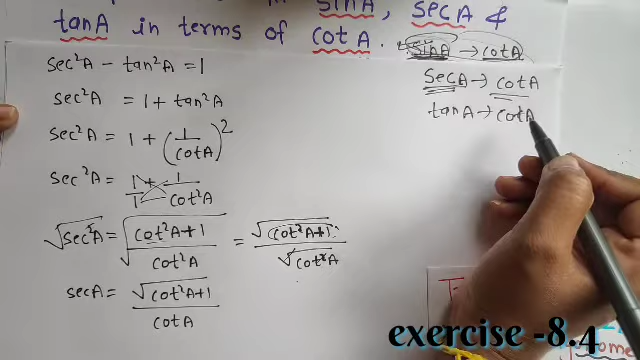 sinA, secA &
tanA in terms of cotA.
sinA → cotA
SecA → cotA
tanA → cotA
sec²A - tan²A = 1
sec²A = 1 + tan²A
sec²A = 1 + (1/cotA)²
sec²A = 1/1 + 1/cot²A
√sec²A = √(cot²A+1)/cot²A = √(cot²A+1)/√cot²A
secA = √(cot²A+1)/cotA
exercise -8.4